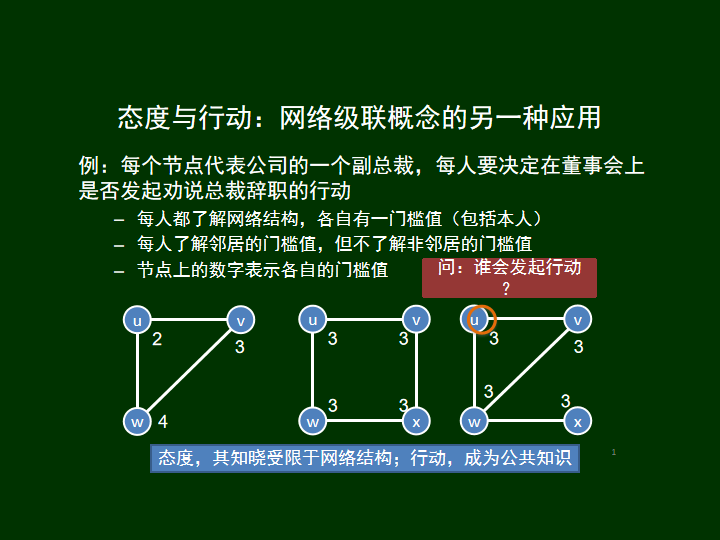 态度与行动：网络级联概念的另一种应用
例：每个节点代表公司的一个副总裁，每人要决定在董事会上
是否发起劝说总裁辞职的行动
– 每人都了解网络结构，各自有一门槛值（包括本人）
– 每人了解邻居的门槛值，但不了解非邻居的门槛值
– 节点上的数字表示各自的门槛值
问：谁会发起行动
？
u v u v u v
2 3 3 3 3 3
3 3 3 3
w 4 w x w x
态度，其知晓受限于网络结构；行动，成为公共知识
1